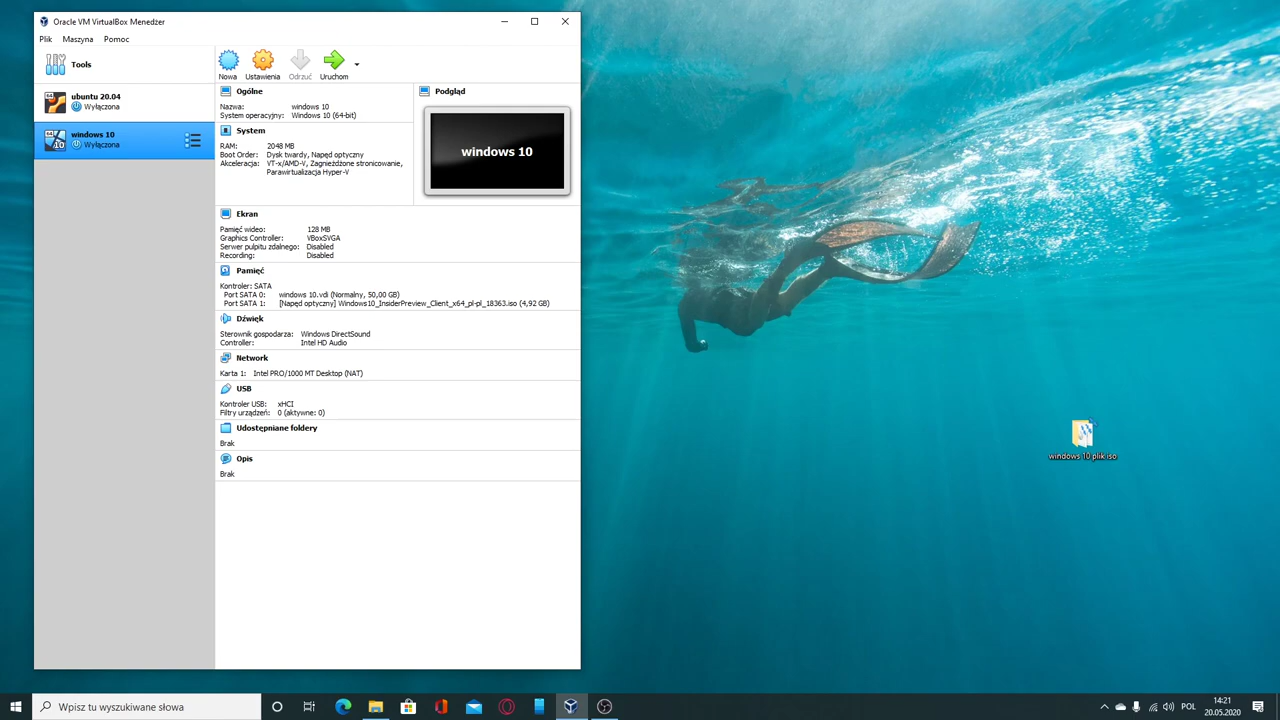 Oracle VM VirtualBox Menedżer
Plik Maszyna Pomoc
Tools
Nowa Ustawienia Odrzuć Uruchom
ubuntu 20.04
Wyłączona
windows 10
Wyłączona
Ogólne
Nazwa: windows 10
System operacyjny: Windows 10 (64-bit)
System
RAM: 2048 MB
Boot Order: Dysk twardy, Napęd optyczny
Akceleracja: VT-x/AMD-V, Zagnieżdżone stronicowanie,
Parawirtualizacja Hyper-V
Podgląd
windows 10
Ekran
Pamięć wideo: 128 MB
Graphics Controller: VBoxSVGA
Serwer pulpitu zdalnego: Disabled
Recording: Disabled
Pamięć
Kontroler: SATA
Port SATA 0: windows 10.vdi (Normalny, 50,00 GB)
Port SATA 1: [Napęd optyczny] Windows10_InsiderPreview_Client_x64_pl-pl_18363.iso (4,92 GB)
Dźwięk
Sterownik gospodarza: Windows DirectSound
Controller: Intel HD Audio
Network
Karta 1: Intel PRO/1000 MT Desktop (NAT)
USB
Kontroler USB: xHCI
Filtry urządzeń: 0 (aktywne: 0)
Udostępniane foldery
Brak
Opis
Brak
windows 10 plik iso
Wpisz tu wyszukiwane słowa
POL
14:21
20.05.2020